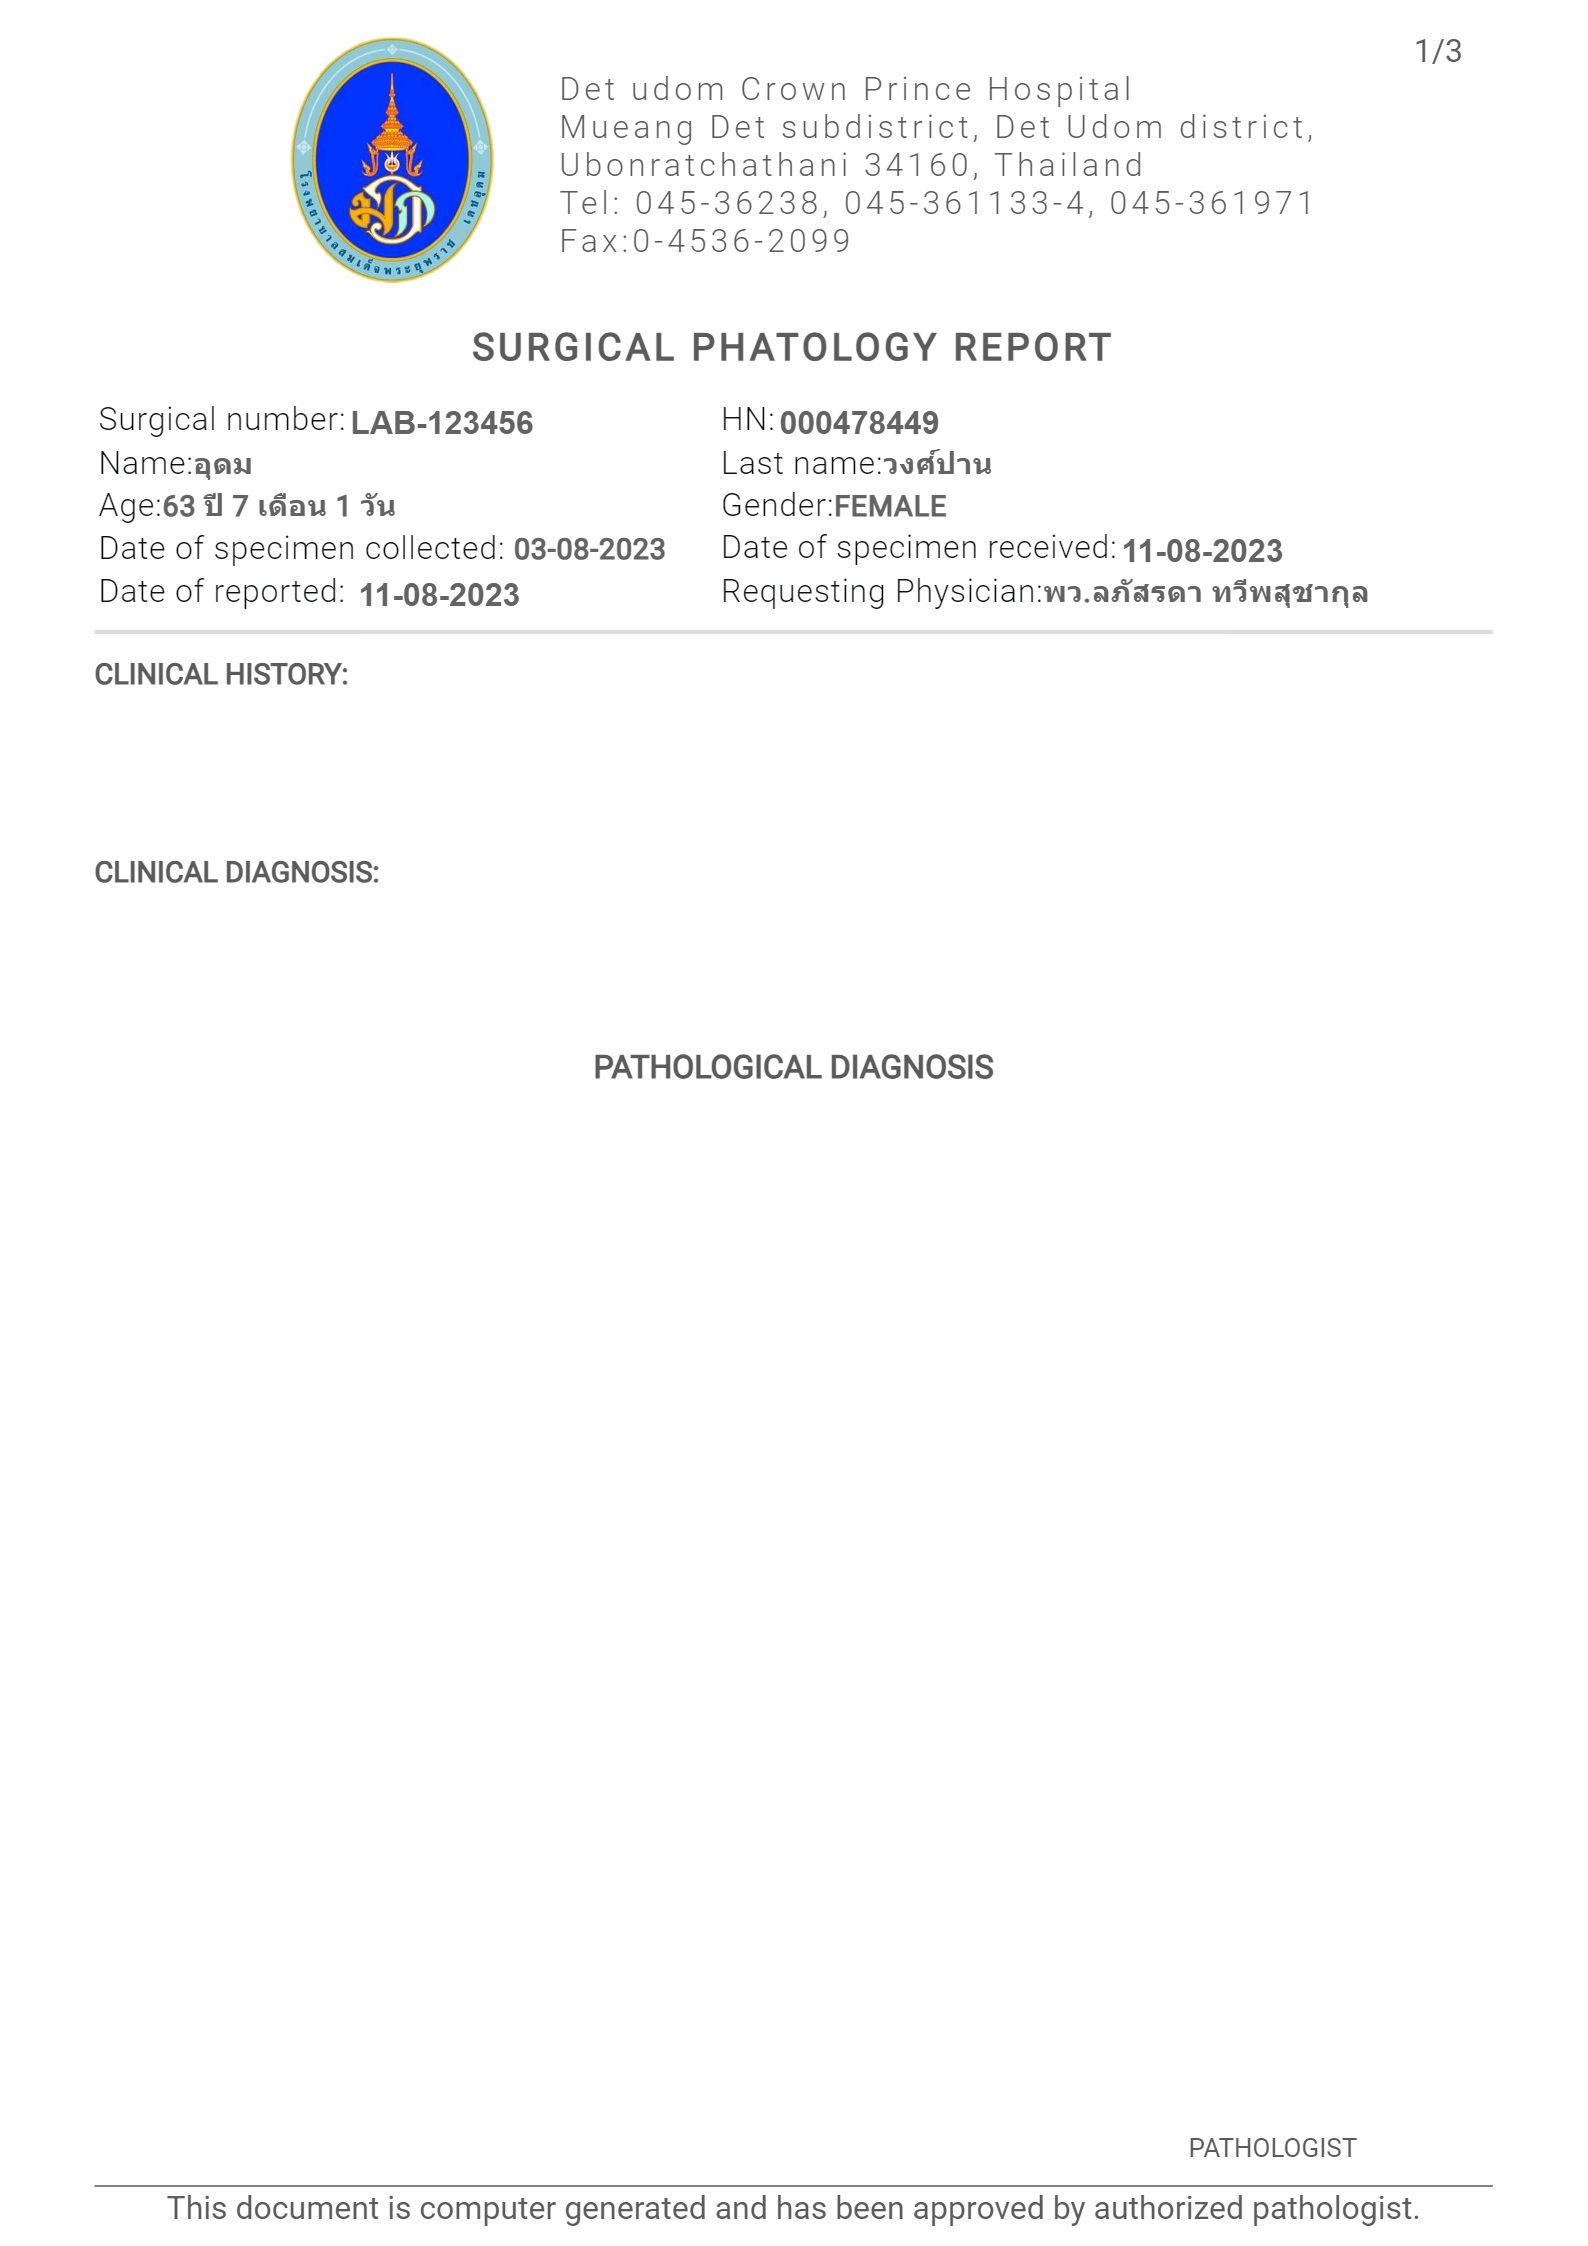 1/3
Det udom Crown Prince Hospital
Mueang Det subdistrict, Det Udom district,
Ubonratchathani 34160, Thailand
Tel: 045-36238, 045-361133-4, 045-361971
Fax:0-4536-2099
โรงพยาบาลสมเด็จพระยุพราช เดชอุดม
SURGICAL PHATOLOGY REPORT
Surgical number: LAB-123456 HN: 000478449
Name:อุดม Last name:วงศ์ปาน
Age:63 ปี 7 เดือน 1 วัน Gender:FEMALE
Date of specimen collected: 03-08-2023 Date of specimen received: 11-08-2023
Date of reported: 11-08-2023 Requesting Physician:พว.ลภัสรดา ทวีพสุชากุล
CLINICAL HISTORY:
CLINICAL DIAGNOSIS:
PATHOLOGICAL DIAGNOSIS
PATHOLOGIST
This document is computer generated and has been approved by authorized pathologist.